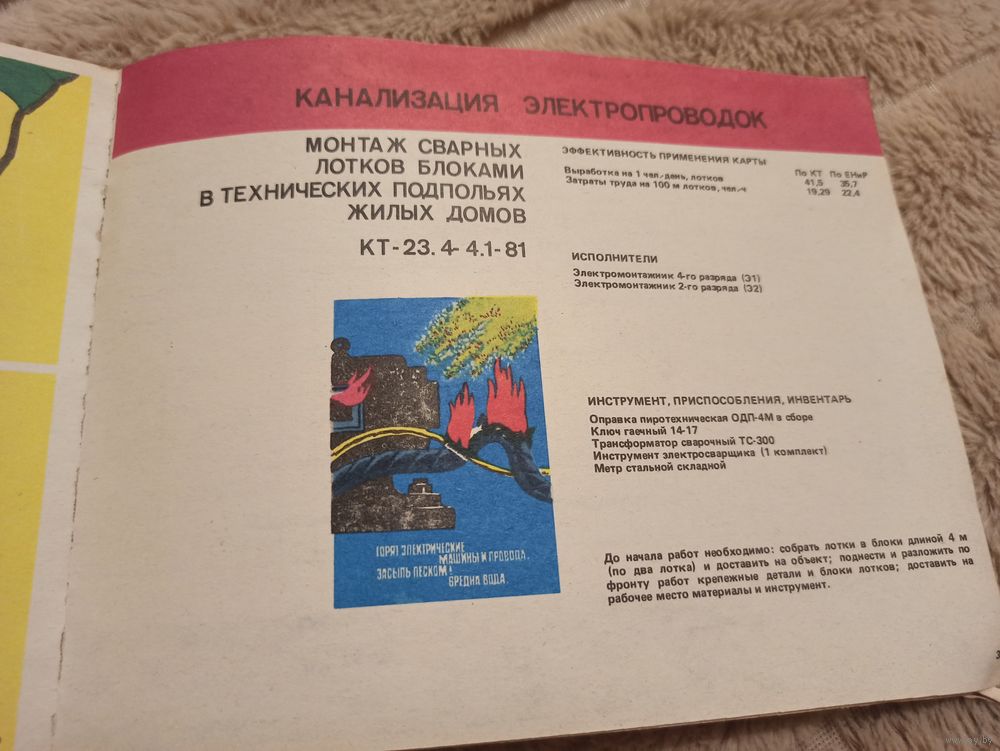 КАНАЛИЗАЦИЯ ЭЛЕКТРОПРОВОДОК
МОНТАЖ СВАРНЫХ
ЛОТКОВ БЛОКАМИ
В ТЕХНИЧЕСКИХ ПОДПОЛЬЯХ
ЖИЛЫХ ДОМОВ
КТ-23. 4- 4.1- 81
ГОРЯТ ЭЛЕКТРИЧЕСКИЕ
МАШИНЫ И ПРОВОДА,
ЗАСЫПЬ ПЕСКОМ!
ВРЕДНА ВОДА.
ЭФФЕКТИВНОСТЬ ПРИМЕНЕНИЯ КАРТЫ
По КТ По ЕНиР
Выработка на 1 чел.-день, лотков 41,5 35,7
Затраты труда на 100 м лотков, чел.-ч 19,29 22,4
ИСПОЛНИТЕЛИ
Электромонтажник 4-го разряда (Э1)
Электромонтажник 2-го разряда (Э2)
ИНСТРУМЕНТ, ПРИСПОСОБЛЕНИЯ, ИНВЕНТАРЬ
Оправка пиротехническая ОДП-4М в сборе
Ключ гаечный 14-17
Трансформатор сварочный ТС-300
Инструмент электросварщика (1 комплект)
Метр стальной складной
До начала работ необходимо: собрать лотки в блоки длиной 4 м
(по два лотка) и доставить на объект; поднести и разложить по
фронту работ крепежные детали и блоки лотков; доставить на
рабочее место материалы и инструмент.